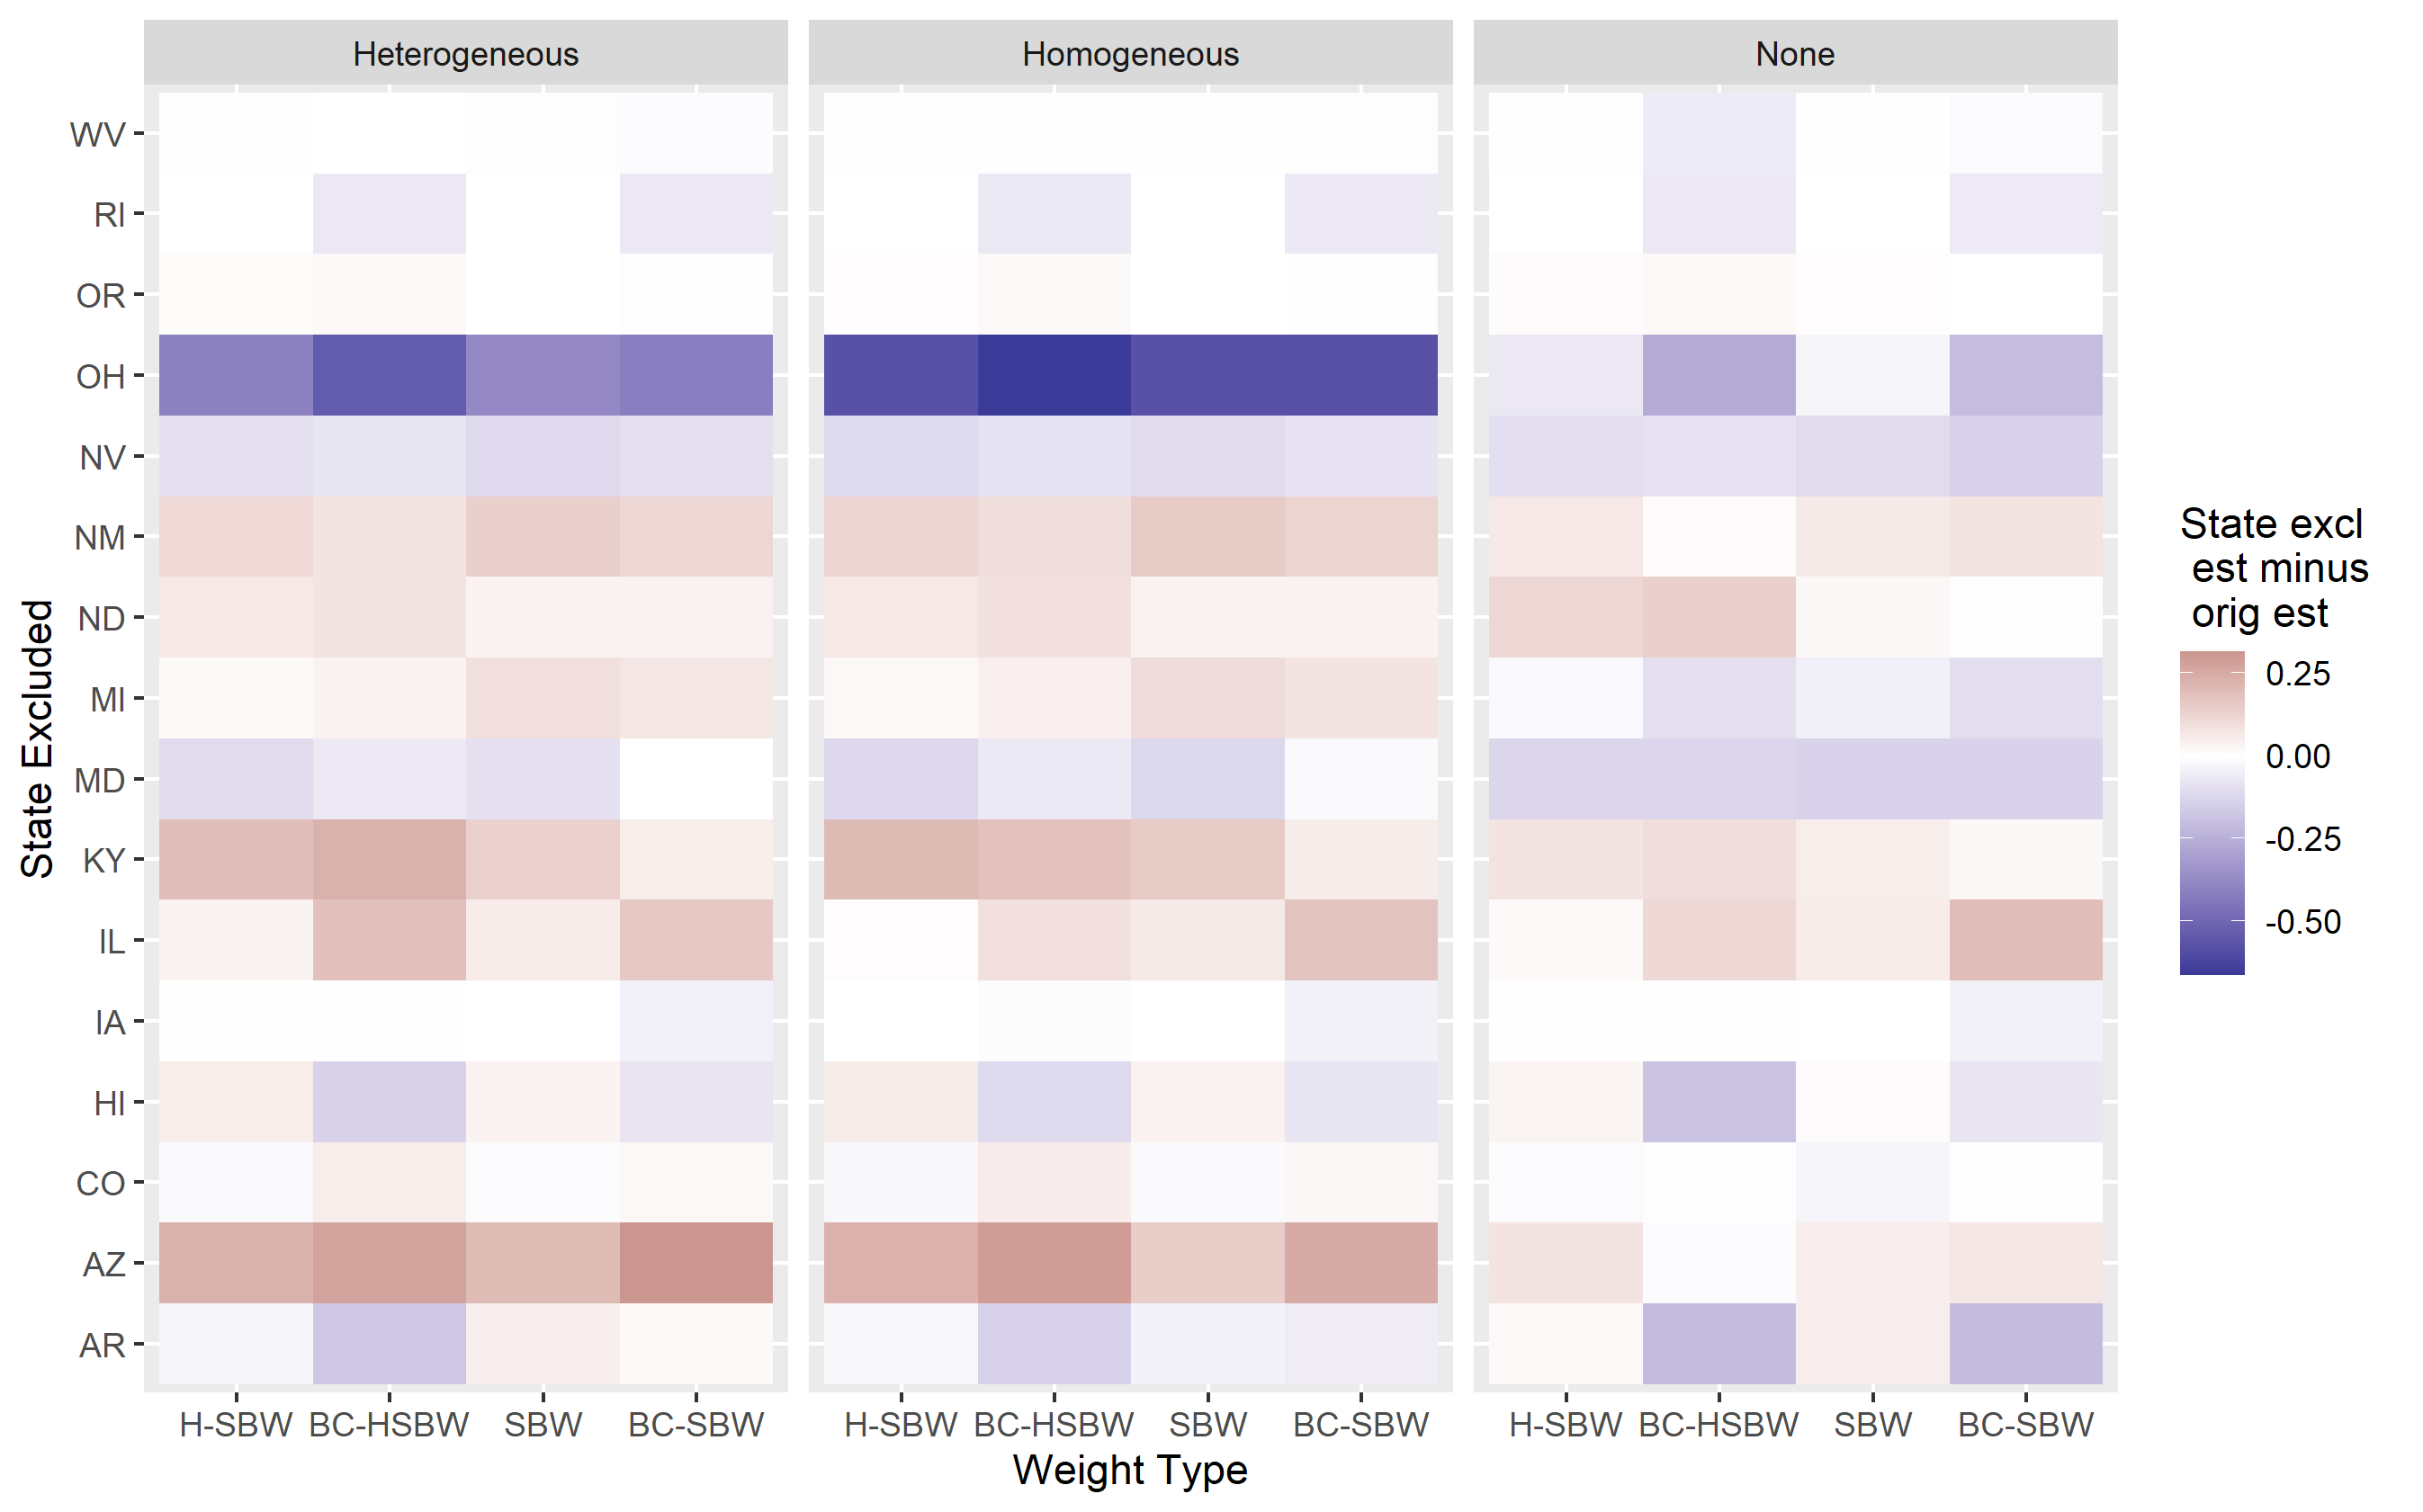 Heterogeneous
Homogeneous
None
WV
RI
OR
OH
NV
NM
ND
MI
MD
KY
IL
IA
HI
CO
AZ
AR
State Excluded
H-SBW BC-HSBW SBW BC-SBW
H-SBW BC-HSBW SBW BC-SBW
H-SBW BC-HSBW SBW BC-SBW
Weight Type
State excl
est minus
orig est
0.25
0.00
-0.25
-0.50